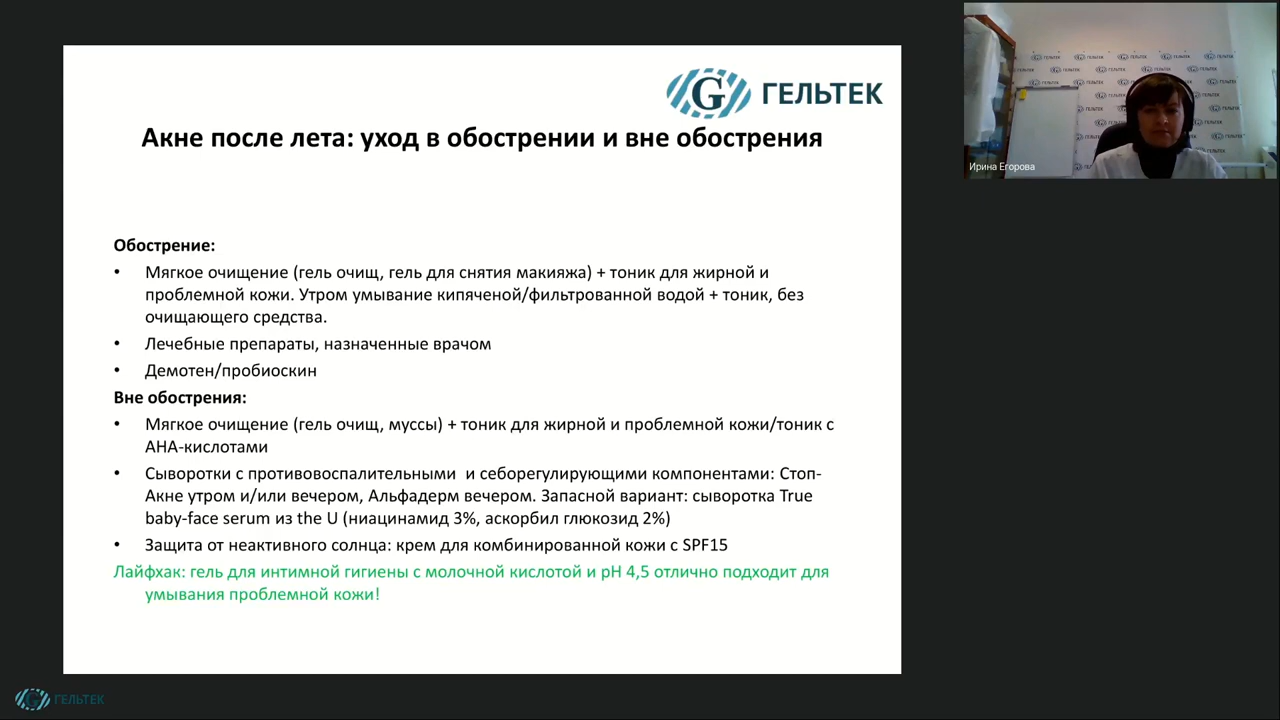 ГЕЛЬТЕК
Акне после лета: уход в обострении и вне обострения
Обострение:
• Мягкое очищение (гель очищ, гель для снятия макияжа) + тоник для жирной и
проблемной кожи. Утром умывание кипяченой/фильтрованной водой + тоник, без
очищающего средства.
• Лечебные препараты, назначенные врачом
• Демотен/пробиоскин
Вне обострения:
• Мягкое очищение (гель очищ, муссы) + тоник для жирной и проблемной кожи/тоник с
АНА-кислотами
• Сыворотки с противовоспалительными и себорегулирующими компонентами: Стоп-
Акне утром и/или вечером, Альфадерм вечером. Запасной вариант: сыворотка True
baby-face serum из the U (ниацинамид 3%, аскорбил глюкозид 2%)
• Защита от неактивного солнца: крем для комбинированной кожи с SPF15
Лайфхак: гель для интимной гигиены с молочной кислотой и pH 4,5 отлично подходит для
умывания проблемной кожи!
Ирина Егорова
ГЕЛЬТЕК